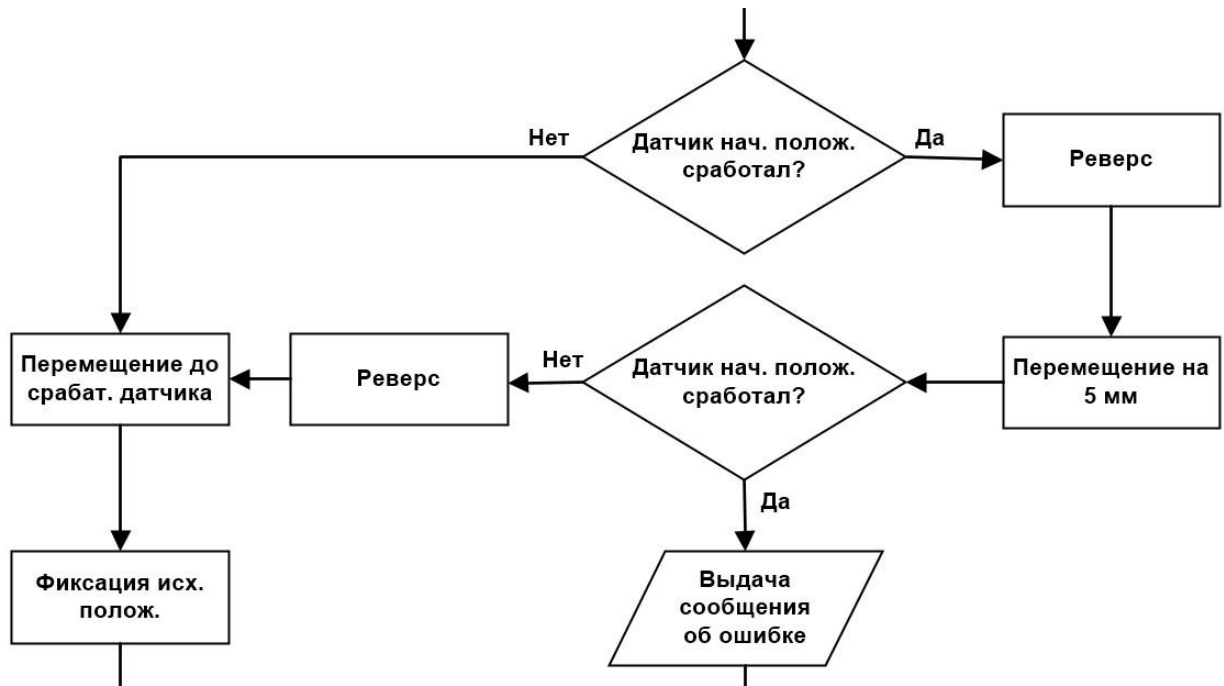 Нет
Датчик нач. полож.
сработал?
Да
Реверс
Перемещение до
срабат. датчика
Реверс
Нет
Датчик нач. полож.
сработал?
Перемещение на
5 мм
Да
Фиксация исх.
полож.
Выдача
сообщения
об ошибке